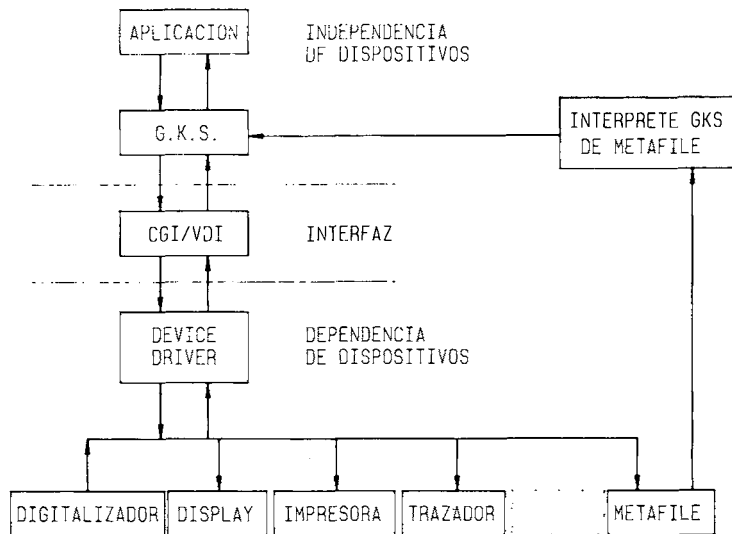 APLICACION
INDEPENDENCIA
DF DISPOSITIVOS
G.K.S.
INTERPRETE GKS
DE METAFILE
CGI/VDI
INTERFAZ
DEVICE
DRIVER
DEPENDENCIA
DE DISPOSITIVOS
DIGITALIZADOR
DISPLAY
IMPRESORA
TRAZADOR
METAFILE